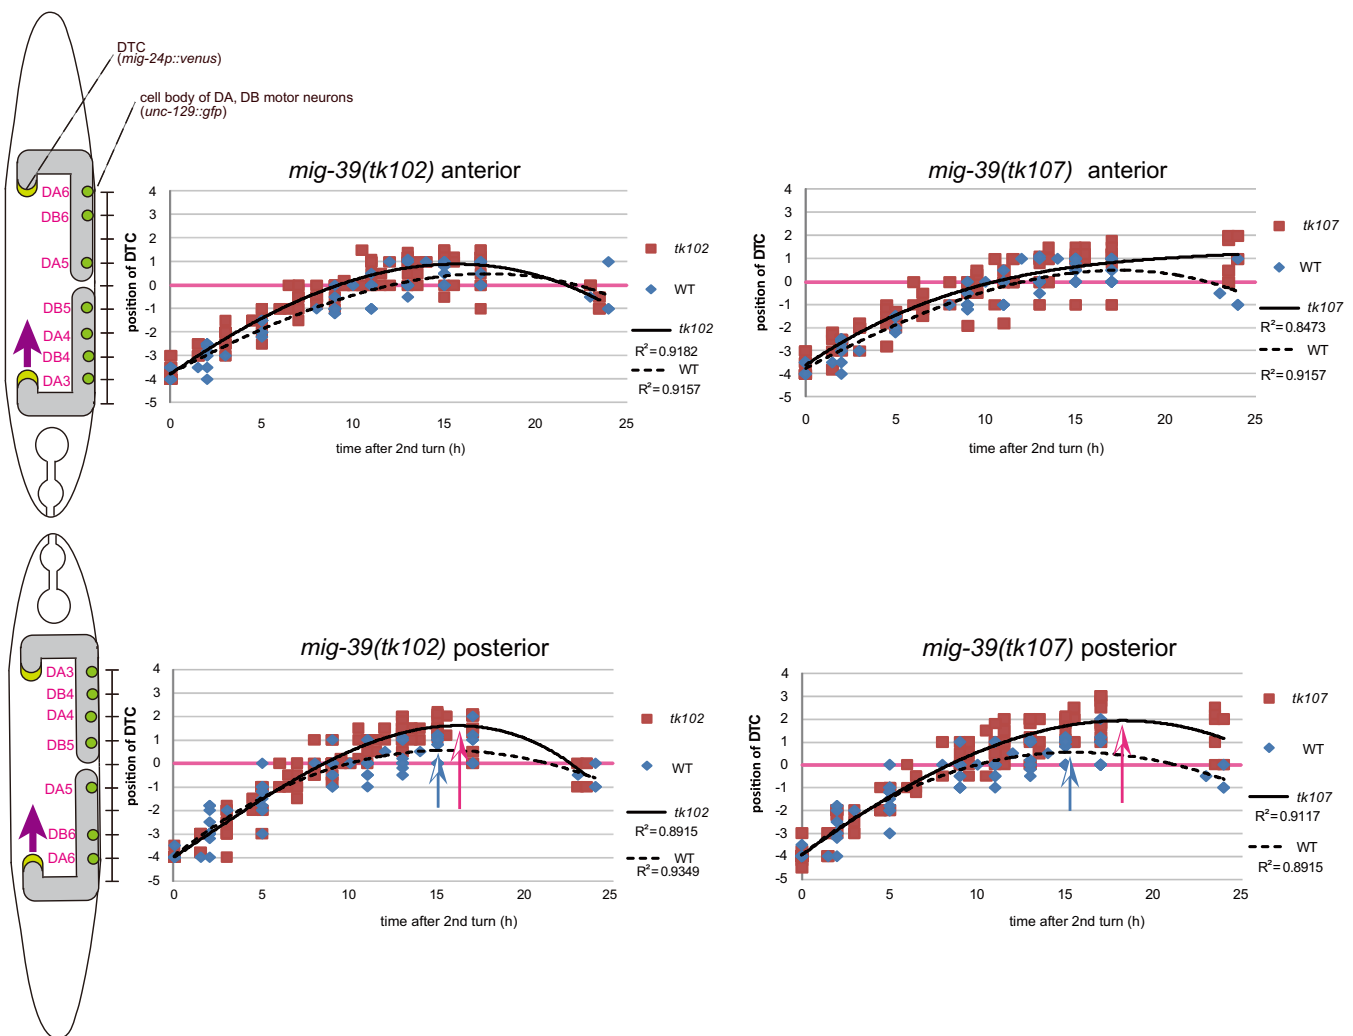 DTC
(mig-24p::venus)
cell body of DA, DB motor neurons
(unc-129::gfp)
DA6
DB6
DA5
DB5
DA4
DB4
DA3
mig-39(tk102) anterior
position of DTC
4
3
2
1
0
-1
-2
-3
-4
-5
0 5 10 15 20 25
time after 2nd turn (h)
tk102
WT
tk102
R²=0.9182
WT
R²=0.9157
mig-39(tk107) anterior
position of DTC
4
3
2
1
0
-1
-2
-3
-4
-5
0 5 10 15 20 25
time after 2nd turn (h)
tk107
WT
tk107
R²=0.8473
WT
R²=0.9157
DA3
DB4
DA4
DB5
DA5
DB6
DA6
mig-39(tk102) posterior
position of DTC
4
3
2
1
0
-1
-2
-3
-4
-5
0 5 10 15 20 25
time after 2nd turn (h)
tk102
WT
tk102
R²=0.8915
WT
R²=0.9349
mig-39(tk107) posterior
position of DTC
4
3
2
1
0
-1
-2
-3
-4
-5
0 5 10 15 20 25
time after 2nd turn (h)
tk107
WT
tk107
R²=0.9117
WT
R²=0.8915